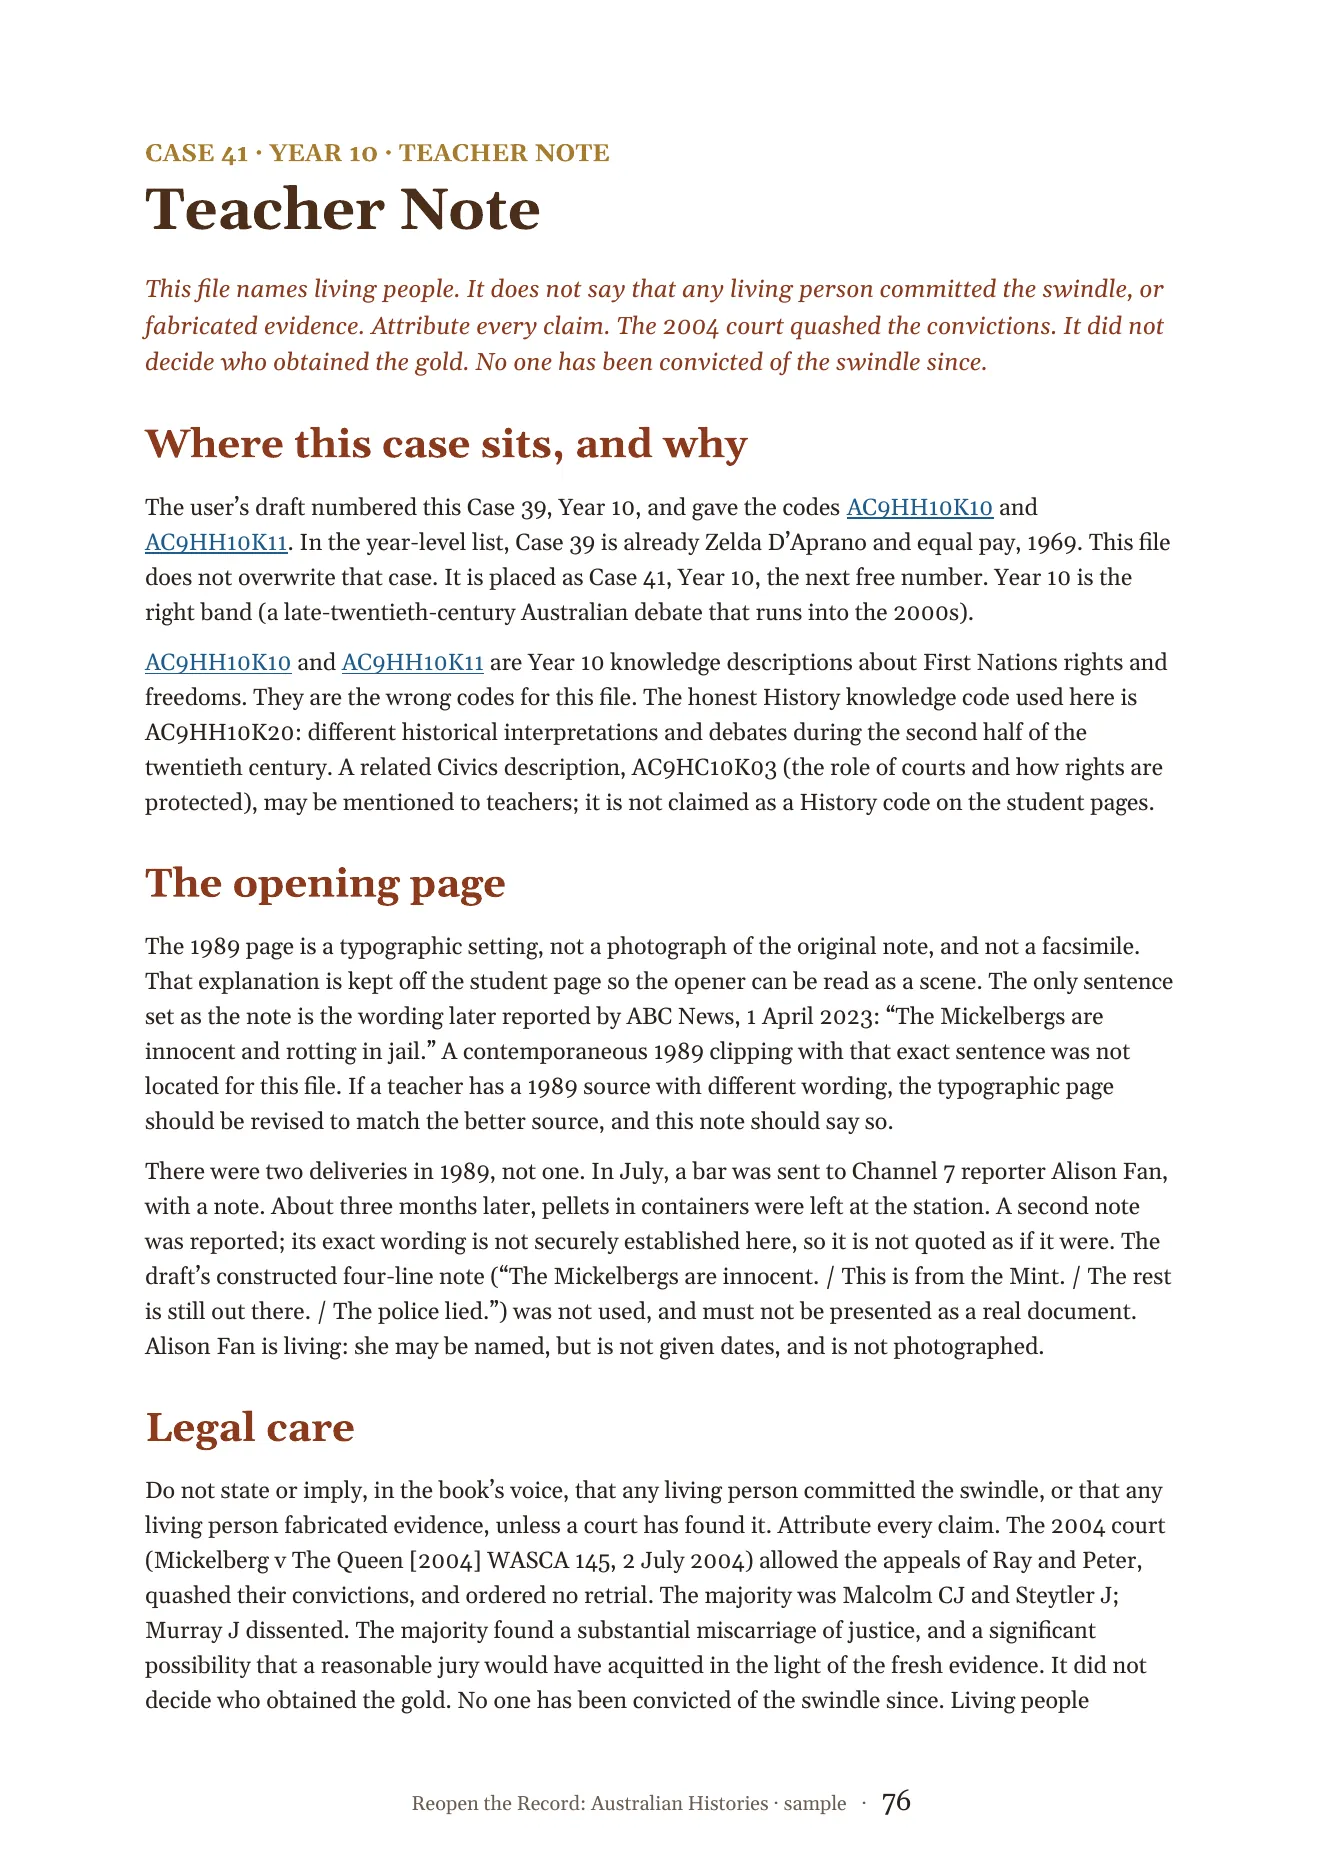 CASE 41 · YEAR 10 · TEACHER NOTE
Teacher Note
This file names living people. It does not say that any living person committed the swindle, or
fabricated evidence. Attribute every claim. The 2004 court quashed the convictions. It did not
decide who obtained the gold. No one has been convicted of the swindle since.
Where this case sits, and why
The user’s draft numbered this Case 39, Year 10, and gave the codes AC9HH10K10 and
AC9HH10K11. In the year-level list, Case 39 is already Zelda D’Aprano and equal pay, 1969. This file
does not overwrite that case. It is placed as Case 41, Year 10, the next free number. Year 10 is the
right band (a late-twentieth-century Australian debate that runs into the 2000s).
AC9HH10K10 and AC9HH10K11 are Year 10 knowledge descriptions about First Nations rights and
freedoms. They are the wrong codes for this file. The honest History knowledge code used here is
AC9HH10K20: different historical interpretations and debates during the second half of the
twentieth century. A related Civics description, AC9HC10K03 (the role of courts and how rights are
protected), may be mentioned to teachers; it is not claimed as a History code on the student pages.
The opening page
The 1989 page is a typographic setting, not a photograph of the original note, and not a facsimile.
That explanation is kept off the student page so the opener can be read as a scene. The only sentence
set as the note is the wording later reported by ABC News, 1 April 2023: “The Mickelbergs are
innocent and rotting in jail.” A contemporaneous 1989 clipping with that exact sentence was not
located for this file. If a teacher has a 1989 source with different wording, the typographic page
should be revised to match the better source, and this note should say so.
There were two deliveries in 1989, not one. In July, a bar was sent to Channel 7 reporter Alison Fan,
with a note. About three months later, pellets in containers were left at the station. A second note
was reported; its exact wording is not securely established here, so it is not quoted as if it were. The
draft’s constructed four-line note (“The Mickelbergs are innocent. / This is from the Mint. / The rest
is still out there. / The police lied.”) was not used, and must not be presented as a real document.
Alison Fan is living: she may be named, but is not given dates, and is not photographed.
Legal care
Do not state or imply, in the book’s voice, that any living person committed the swindle, or that any
living person fabricated evidence, unless a court has found it. Attribute every claim. The 2004 court
(Mickelberg v The Queen [2004] WASCA 145, 2 July 2004) allowed the appeals of Ray and Peter,
quashed their convictions, and ordered no retrial. The majority was Malcolm CJ and Steytler J;
Murray J dissented. The majority found a substantial miscarriage of justice, and a significant
possibility that a reasonable jury would have acquitted in the light of the fresh evidence. It did not
decide who obtained the gold. No one has been convicted of the swindle since. Living people
Reopen the Record: Australian Histories · sample · 76